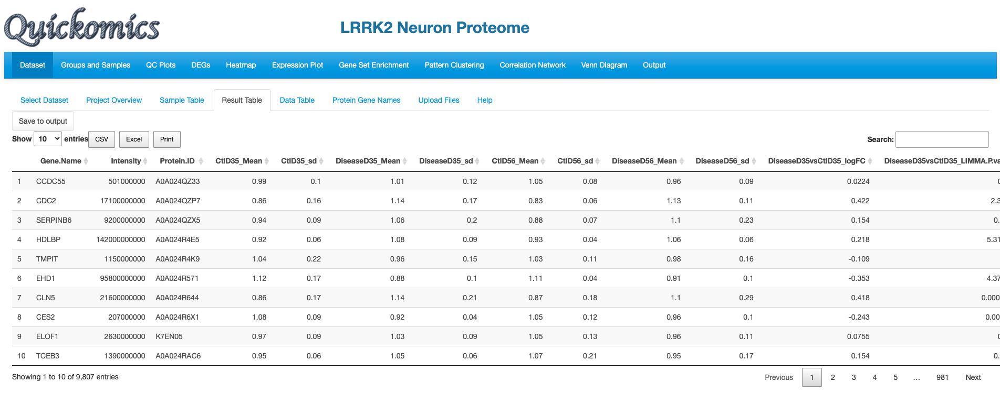 Quickomics
LRRK2 Neuron Proteome
Dataset Groups and Samples QC Plots DEGs Heatmap Expression Plot Gene Set Enrichment Pattern Clustering Correlation Network Venn Diagram Output
Select Dataset Project Overview Sample Table Result Table Data Table Protein Gene Names Upload Files Help
Save to output
Show 10 entries CSV Excel Print Search:
Gene.Name Intensity Protein.ID CtlD35_Mean CtlD35_sd DiseaseD35_Mean DiseaseD35_sd CtlD56_Mean CtlD56_sd DiseaseD56_Mean DiseaseD56_sd DiseaseD35vsCtlD35_logFC DiseaseD35vsCtlD35_LIMMA.P.va
1 CCDC55 501000000 A0A024QZ33 0.99 0.1 1.01 0.12 1.05 0.08 0.96 0.09 0.0224
2 CDC2 17100000000 A0A024QZP7 0.86 0.16 1.14 0.17 0.83 0.06 1.13 0.11 0.422 2.3
3 SERPINB6 9200000000 A0A024QZX5 0.94 0.09 1.06 0.2 0.88 0.07 1.1 0.23 0.154 0.
4 HDLBP 142000000000 A0A024R4E5 0.92 0.06 1.08 0.09 0.93 0.04 1.06 0.06 0.218 5.31
5 TMPIT 1150000000 A0A024R4K9 1.04 0.22 0.96 0.15 1.03 0.11 0.98 0.16 -0.109
6 EHD1 95800000000 A0A024R571 1.12 0.17 0.88 0.1 1.11 0.04 0.91 0.1 -0.353 4.37
7 CLN5 21600000000 A0A024R644 0.86 0.17 1.14 0.21 0.87 0.18 1.1 0.29 0.418 0.000
8 CES2 207000000 A0A024R6X1 1.08 0.09 0.92 0.04 1.05 0.12 0.96 0.1 -0.243 0.00
9 ELOF1 2630000000 K7EN05 0.97 0.09 1.03 0.09 1.05 0.13 0.96 0.11 0.0755
10 TCEB3 1390000000 A0A024RAC6 0.95 0.06 1.05 0.06 1.07 0.21 0.95 0.17 0.154 0.
Showing 1 to 10 of 9,807 entries Previous 1 2 3 4 5 … 981 Next